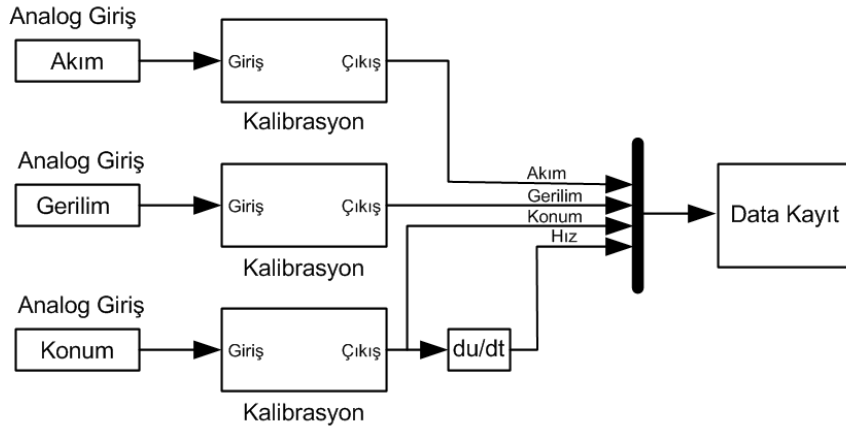 Analog Giriş
Akım
Giriş
Çıkış
Kalibrasyon
Analog Giriş
Gerilim
Giriş
Çıkış
Kalibrasyon
Analog Giriş
Konum
Giriş
Çıkış
Kalibrasyon
du/dt
Akım
Gerilim
Konum
Hız
Data Kayıt